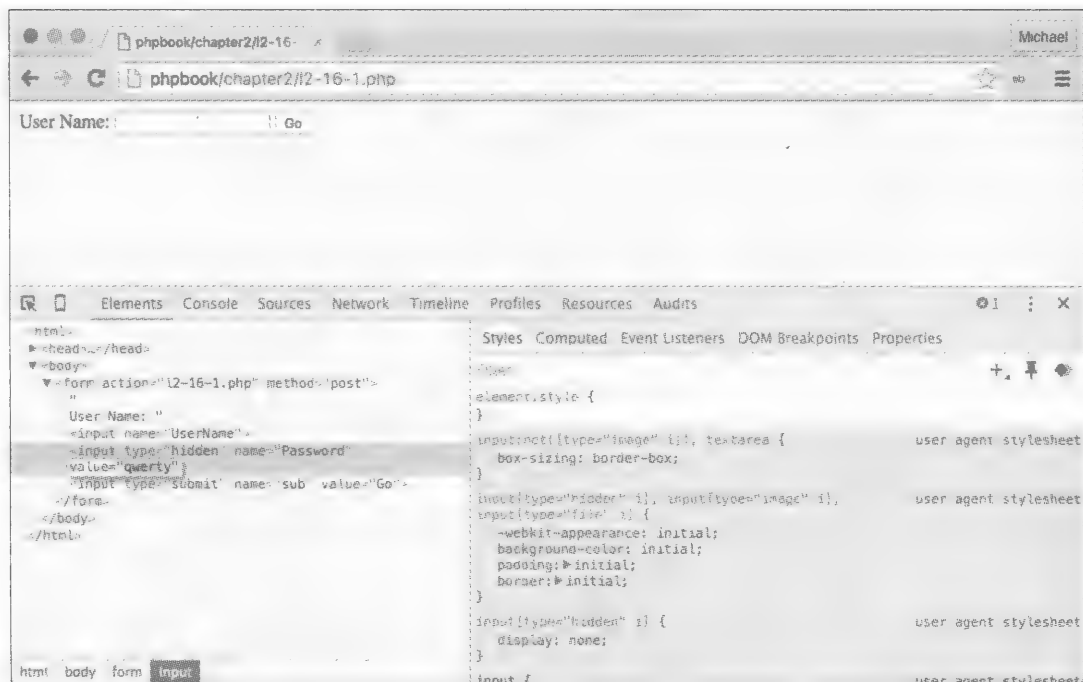 phpbook/chapter2/l2-16-
Michael
phpbook/chapter2/l2-16-1.php
User Name:
Go
Elements Console Sources Network Timeline Profiles Resources Audits
1
<html>
<head>…</head>
<body>
<form action="l2-16-1.php" method="post">
"
User Name: "
<input name="UserName">
<input type="hidden" name="Password"
value="qwerty">
<input type="submit" name="sub" value="Go">
</form>
</body>
</html>
html body form input
Styles Computed Event Listeners DOM Breakpoints Properties
element.style {
}
input:not([type="image" i]), textarea { user agent stylesheet
box-sizing: border-box;
}
input[type="hidden" i], input[type="image" i], user agent stylesheet
input[type="file" i] {
-webkit-appearance: initial;
background-color: initial;
padding: initial;
border: initial;
}
input[type="hidden" i] { user agent stylesheet
display: none;
}
input { user agent stylesheet